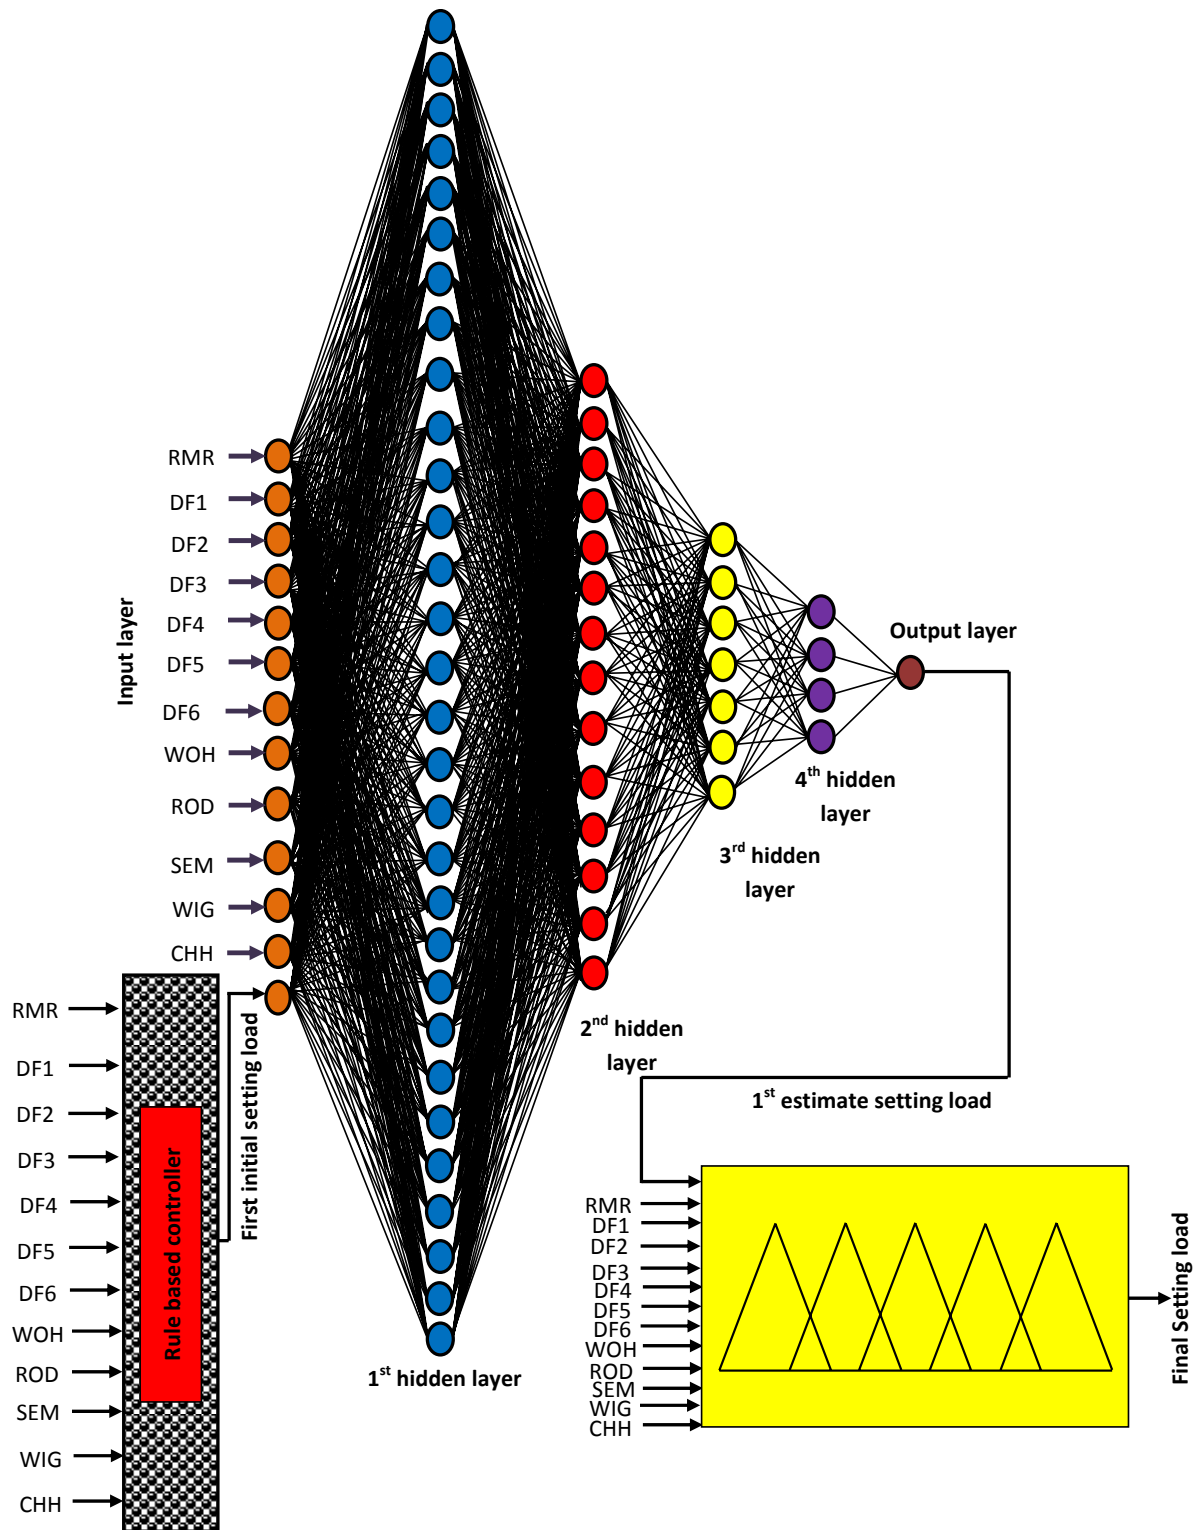 Input layer
RMR
DF1
DF2
DF3
DF4
DF5
DF6
WOH
ROD
SEM
WIG
CHH
RMR
DF1
DF2
DF3
DF4
DF5
DF6
WOH
ROD
SEM
WIG
CHH
Rule based controller
First initial setting load
1st hidden layer
2nd hidden
layer
3rd hidden
layer
4th hidden
layer
Output layer
1st estimate setting load
RMR
DF1
DF2
DF3
DF4
DF5
DF6
WOH
ROD
SEM
WIG
CHH
Final Setting load